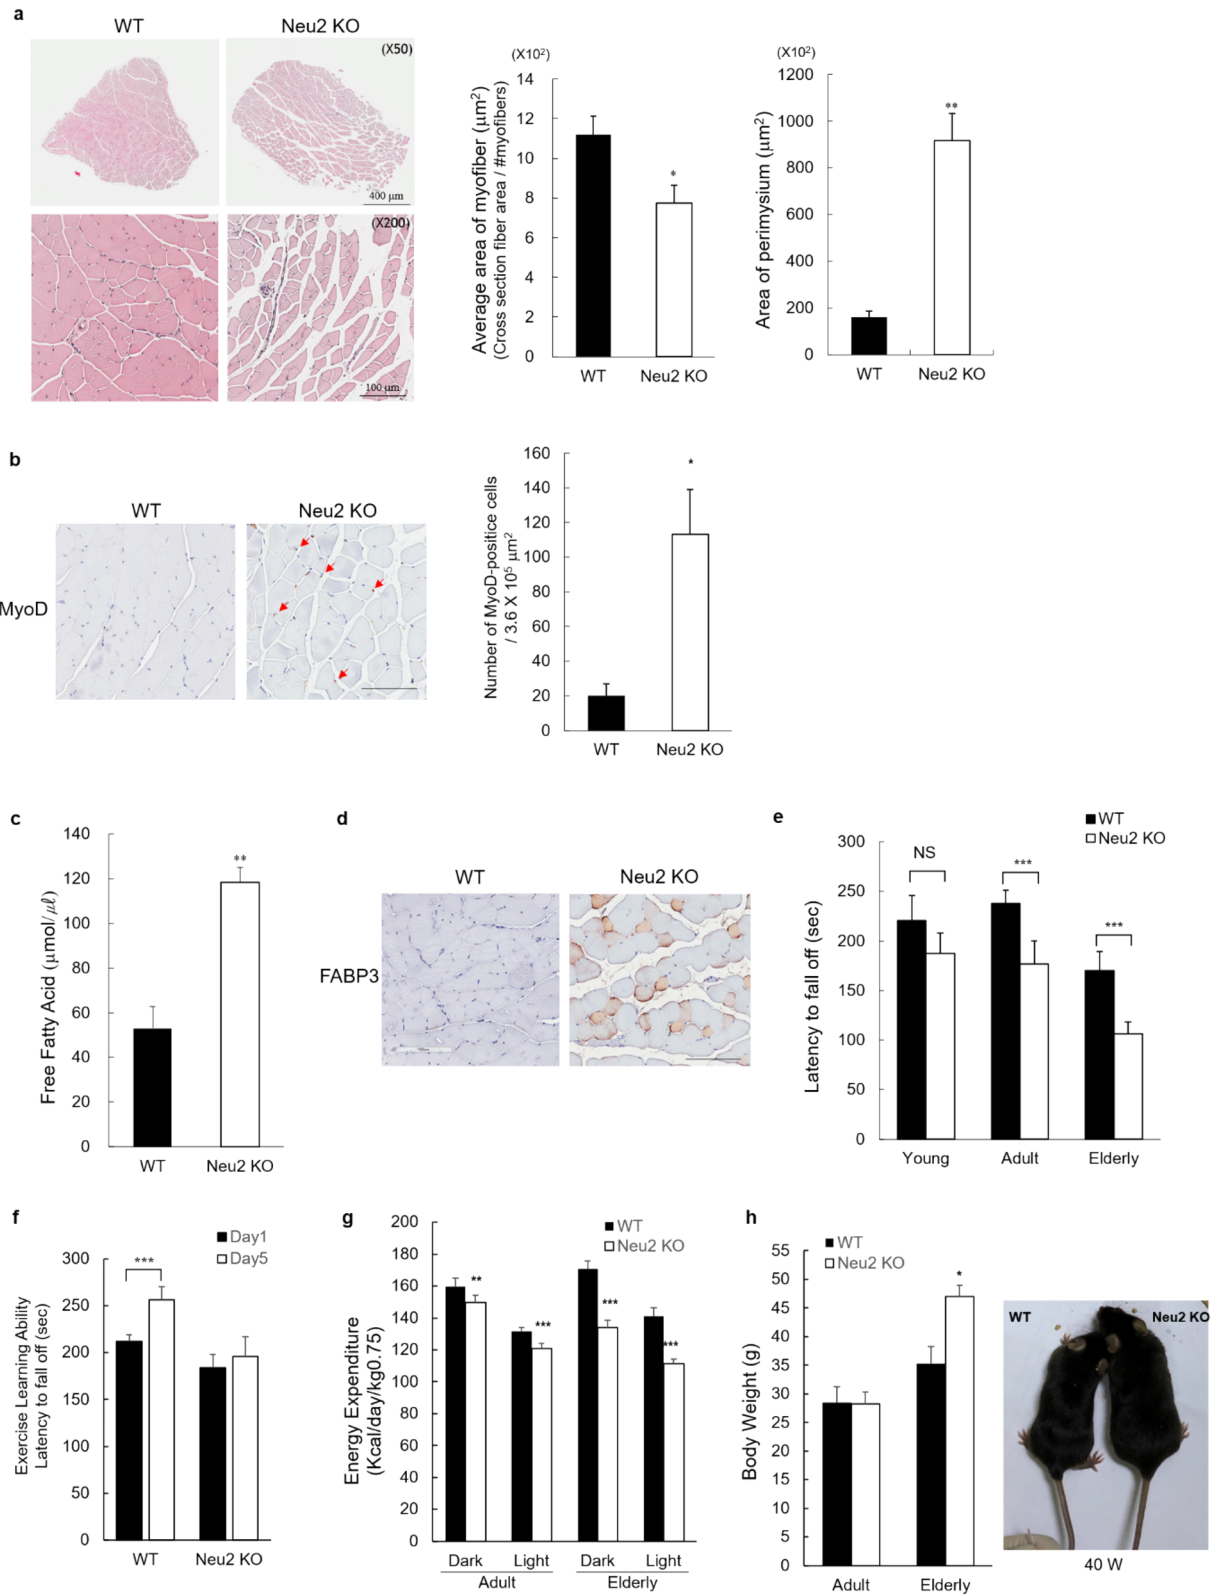 a
WT
Neu2 KO
(X50)
400 μm
(X200)
100 μm
(X10²)
Average area of myofiber (μm²)
(Cross section fiber area / #myofibers)
14
12
10
8
6
4
2
0
*
WT
Neu2 KO
(X10²)
Area of perimysium (μm²)
1200
1000
800
600
400
200
0
**
WT
Neu2 KO
b
WT
Neu2 KO
MyoD
Number of MyoD-positice cells
/ 3.6 X 10⁵ μm²
160
140
120
100
80
60
40
20
0
*
WT
Neu2 KO
c
Free Fatty Acid (μmol/μℓ)
140
120
100
80
60
40
20
0
**
WT
Neu2 KO
d
WT
Neu2 KO
FABP3
e
WT
Neu2 KO
Latency to fall off (sec)
300
250
200
150
100
50
0
NS
***
***
Young
Adult
Elderly
f
Day1
Day5
Exercise Learning Ability
Latency to fall off (sec)
300
250
200
150
100
50
0
***
WT
Neu2 KO
g
WT
Neu2 KO
Energy Expenditure
(Kcal/day/kg0.75)
200
180
160
140
120
100
80
60
40
20
0
**
***
***
***
Dark
Light
Dark
Light
Adult
Elderly
h
WT
Neu2 KO
Body Weight (g)
55
50
45
40
35
30
25
20
15
10
5
0
*
Adult
Elderly
WT
Neu2 KO
40 W